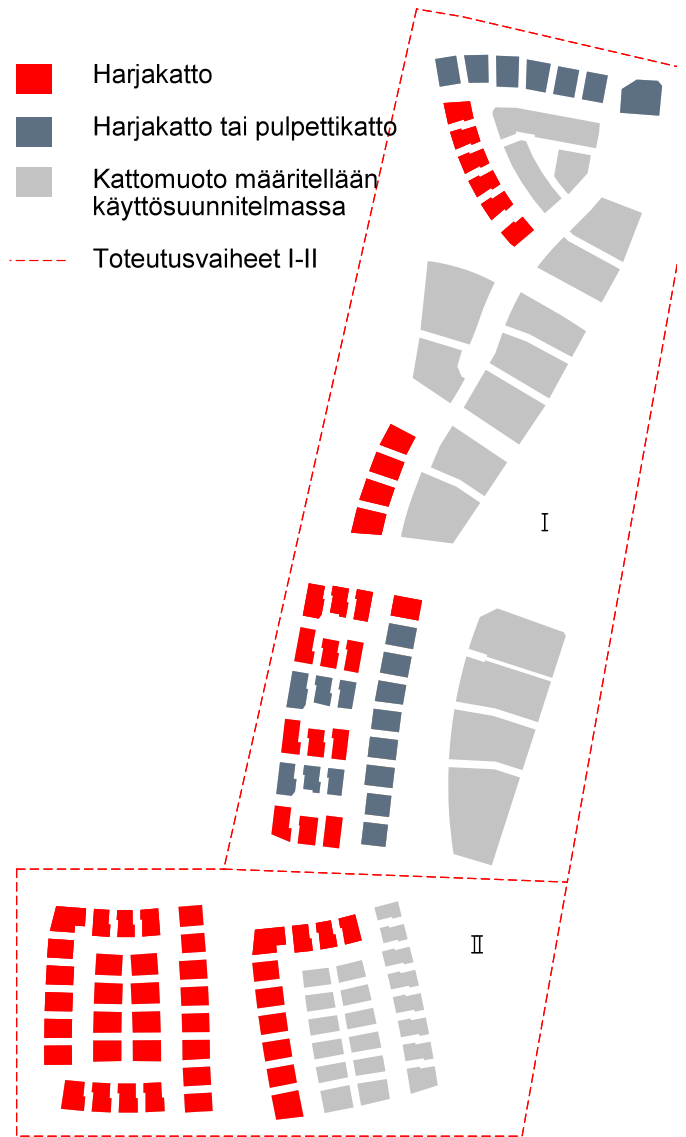 Harjakatto
Harjakatto tai pulpettikatto
Kattomuoto määritellään
käyttösuunnitelmassa
Toteutusvaiheet I-II
I
II